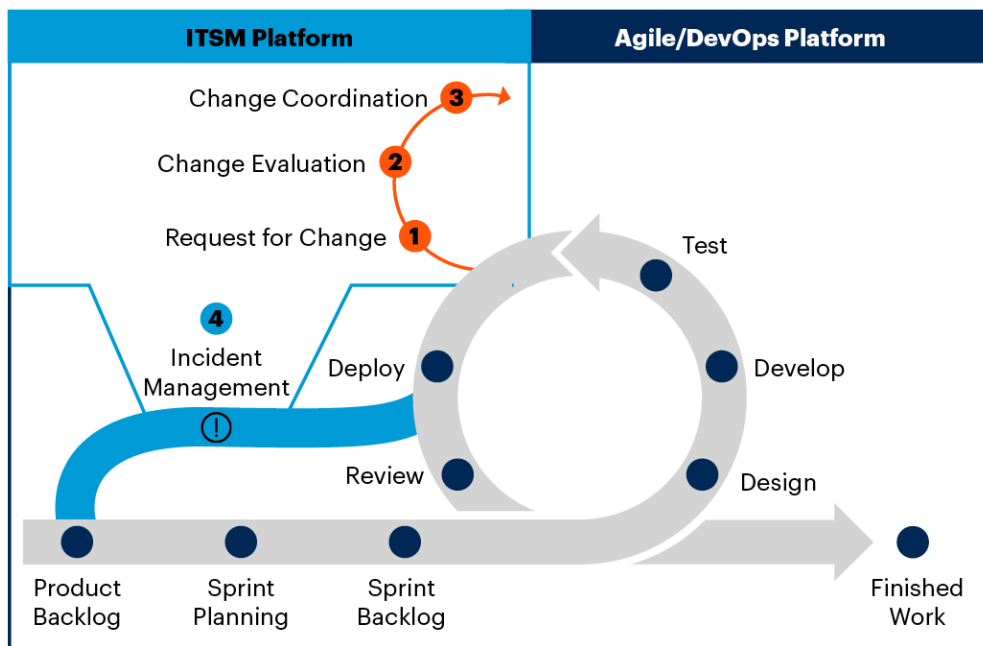 ITSM Platform
Agile/DevOps Platform
Change Coordination 3
Change Evaluation 2
Request for Change 1
Test
4
Incident
Management
!
Deploy
Develop
Review
Design
Product
Backlog
Sprint
Planning
Sprint
Backlog
Finished
Work